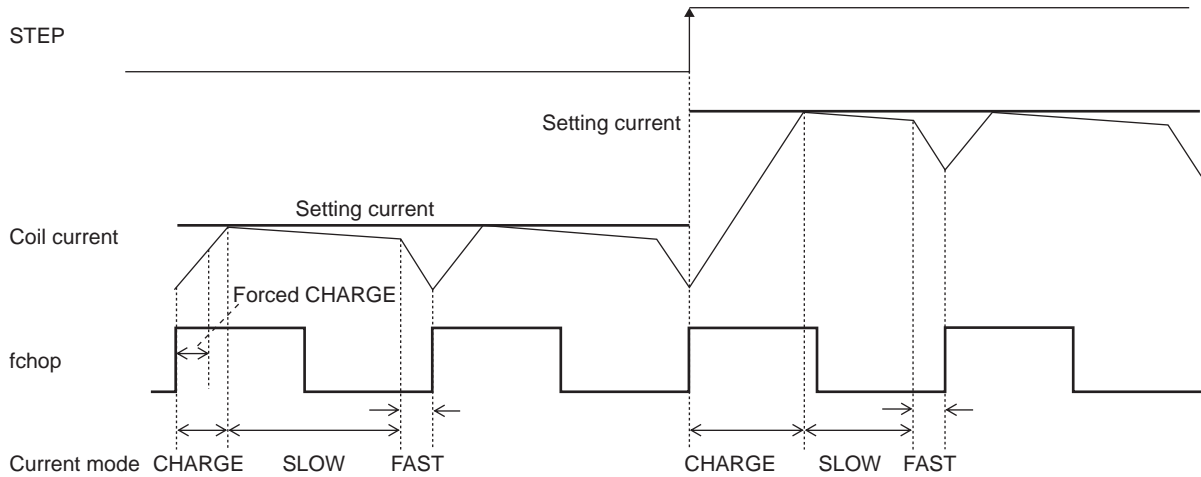 STEP
Setting current
Setting current
Coil current
Forced CHARGE
fchop
Current mode CHARGE SLOW FAST CHARGE SLOW FAST